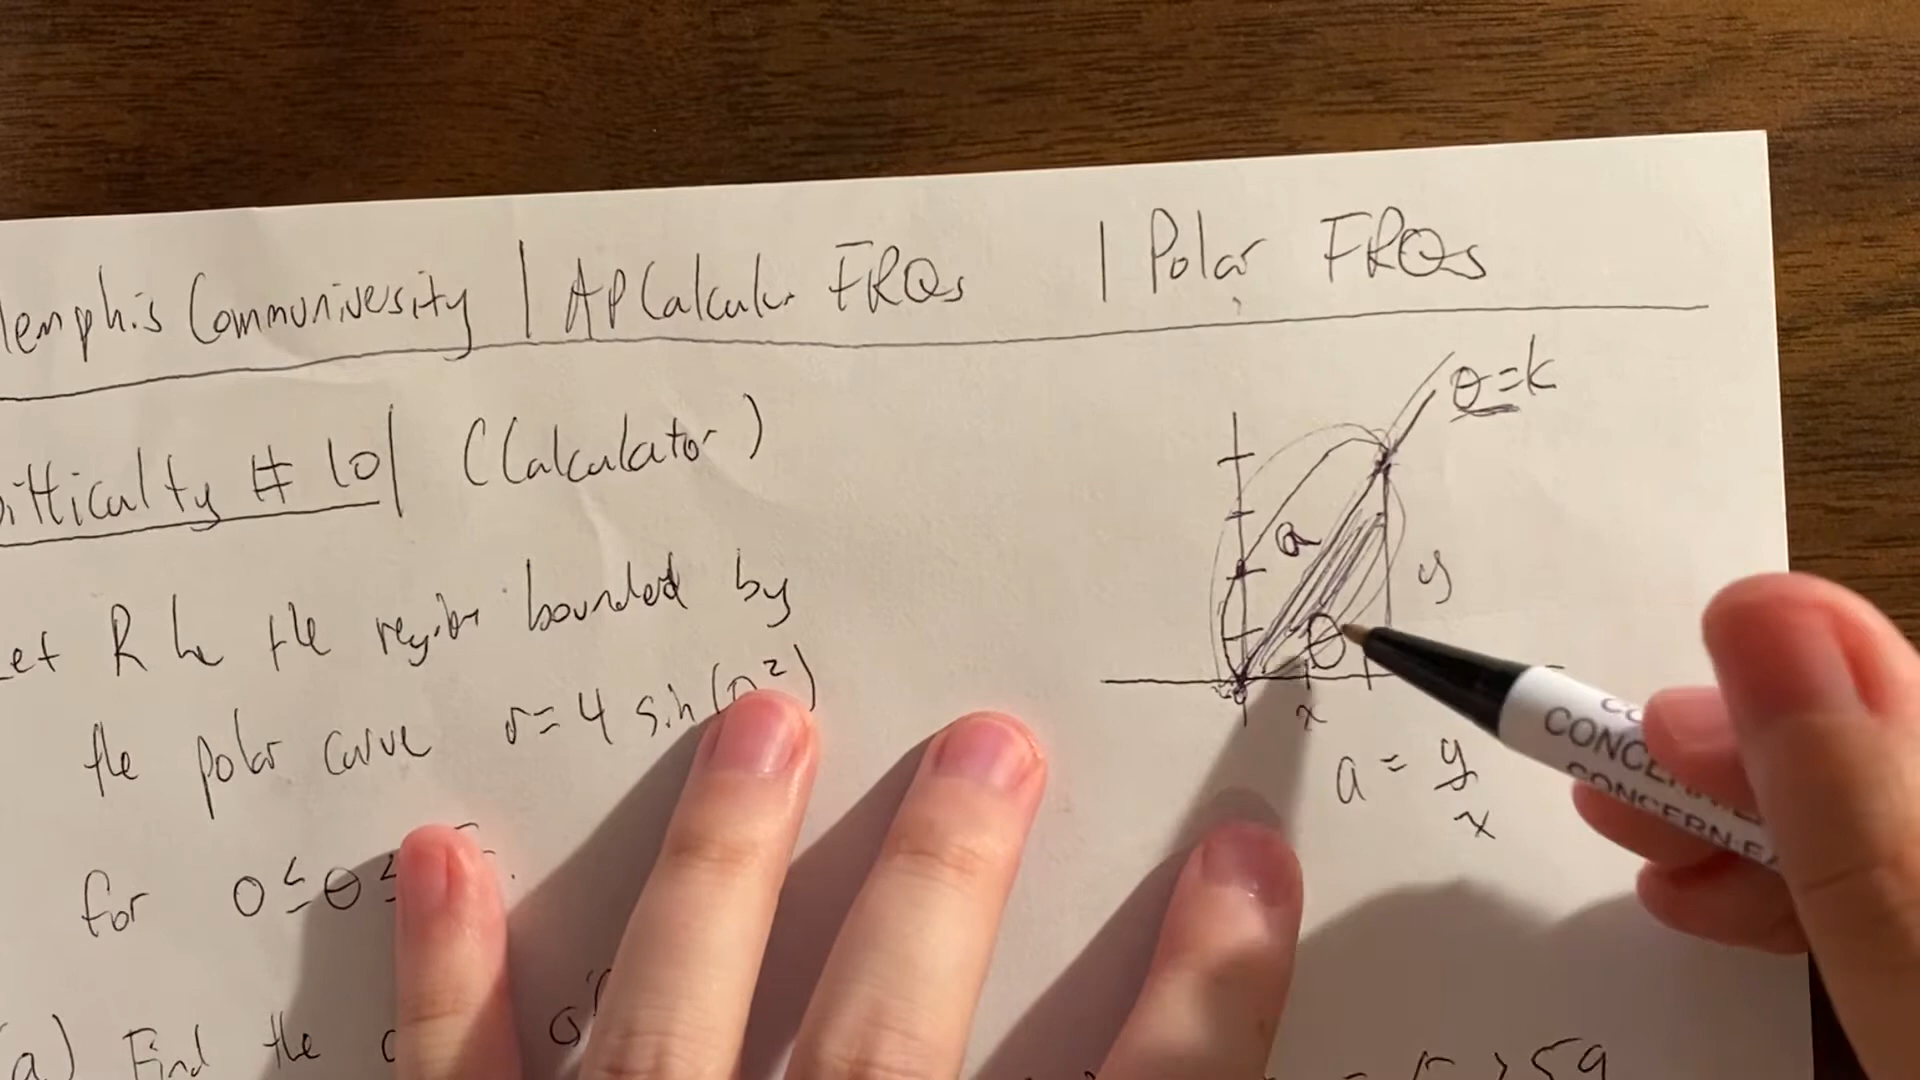 Memphis Communiversity | AP Calculus FRQs | Polar FRQs
Difficulty # 10 | (Calculator)
θ=k
a
Let R be the region bounded by
y
the polar curve r=4 sin(θ²)
x
a = y
x
for 0≤θ≤
(a) Find the
CONCE